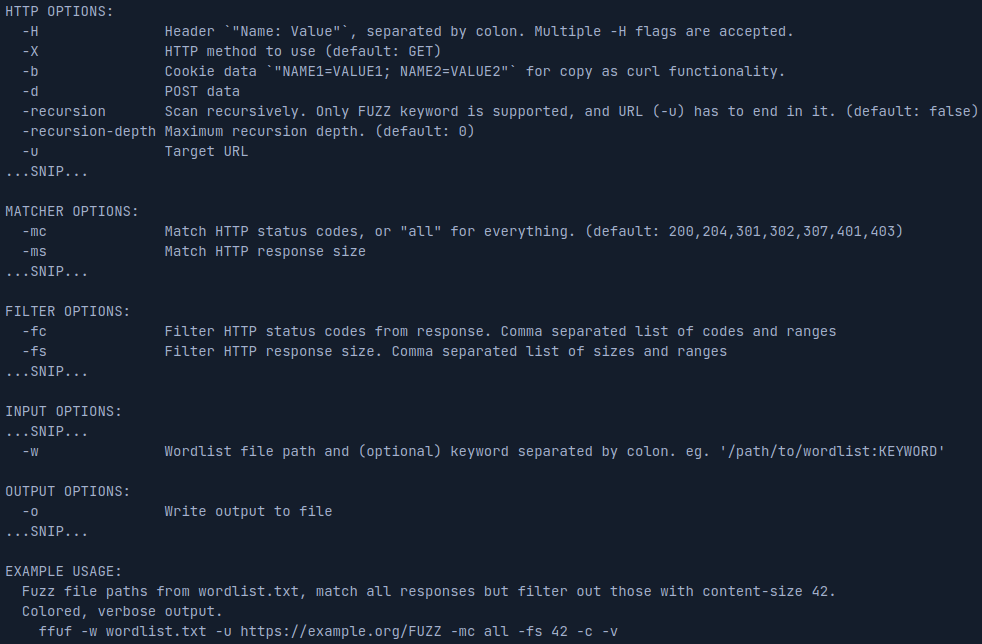 HTTP OPTIONS:
  -H               Header `"Name: Value"`, separated by colon. Multiple -H flags are accepted.
  -X               HTTP method to use (default: GET)
  -b               Cookie data `"NAME1=VALUE1; NAME2=VALUE2"` for copy as curl functionality.
  -d               POST data
  -recursion       Scan recursively. Only FUZZ keyword is supported, and URL (-u) has to end in it. (default: false)
  -recursion-depth Maximum recursion depth. (default: 0)
  -u               Target URL
...SNIP...

MATCHER OPTIONS:
  -mc              Match HTTP status codes, or "all" for everything. (default: 200,204,301,302,307,401,403)
  -ms              Match HTTP response size
...SNIP...

FILTER OPTIONS:
  -fc              Filter HTTP status codes from response. Comma separated list of codes and ranges
  -fs              Filter HTTP response size. Comma separated list of sizes and ranges
...SNIP...

INPUT OPTIONS:
...SNIP...
  -w               Wordlist file path and (optional) keyword separated by colon. eg. '/path/to/wordlist:KEYWORD'

OUTPUT OPTIONS:
  -o               Write output to file
...SNIP...

EXAMPLE USAGE:
  Fuzz file paths from wordlist.txt, match all responses but filter out those with content-size 42.
  Colored, verbose output.
    ffuf -w wordlist.txt -u https://example.org/FUZZ -mc all -fs 42 -c -v